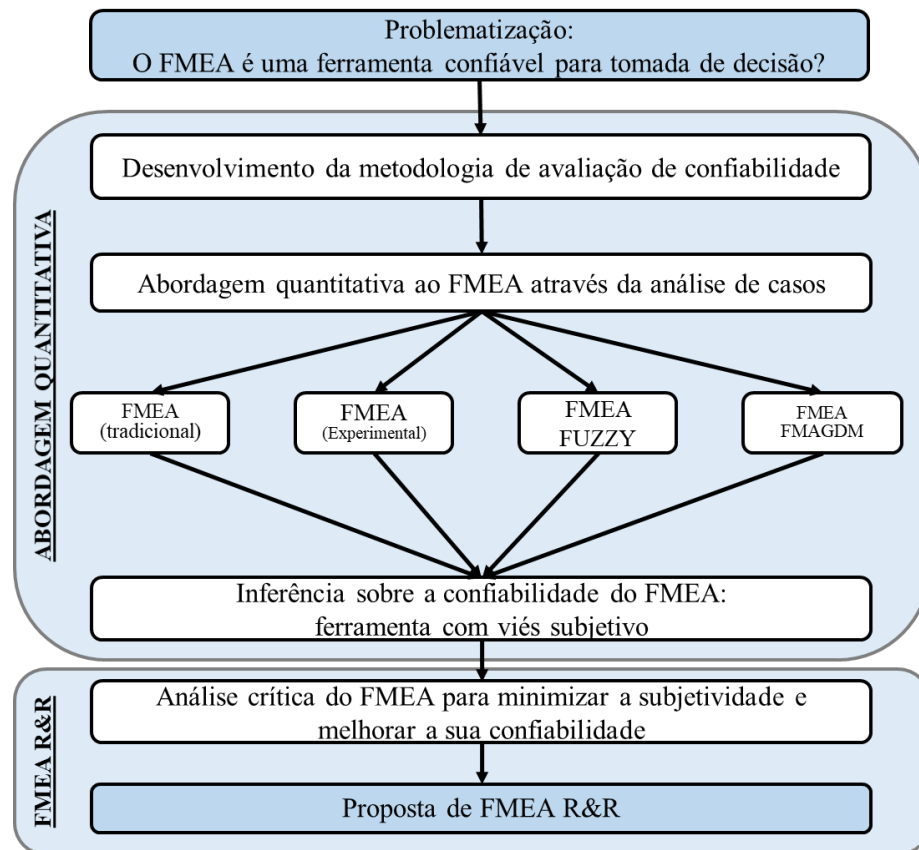 Problematização:
O FMEA é uma ferramenta confiável para tomada de decisão?
ABORDAGEM QUANTITATIVA
Desenvolvimento da metodologia de avaliação de confiabilidade
Abordagem quantitativa ao FMEA através da análise de casos
FMEA
(tradicional)
FMEA
(Experimental)
FMEA
FUZZY
FMEA
FMAGDM
Inferência sobre a confiabilidade do FMEA:
ferramenta com viés subjetivo
FMEA R&R
Análise crítica do FMEA para minimizar a subjetividade e
melhorar a sua confiabilidade
Proposta de FMEA R&R